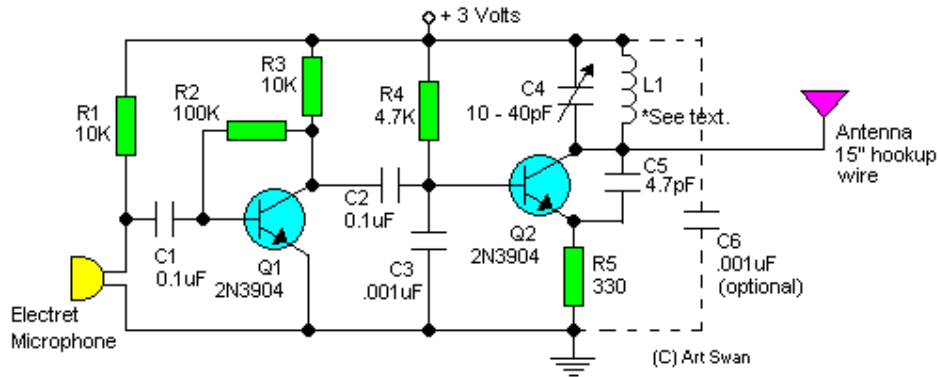 + 3 Volts
R1
10K
R2
100K
R3
10K
R4
4.7K
C4
10 - 40pF
L1
*See text.
Antenna
15" hookup
wire
C1
0.1uF
Q1
2N3904
C2
0.1uF
C3
.001uF
Q2
2N3904
C5
4.7pF
R5
330
C6
.001uF
(optional)
Electret
Microphone
(C) Art Swan